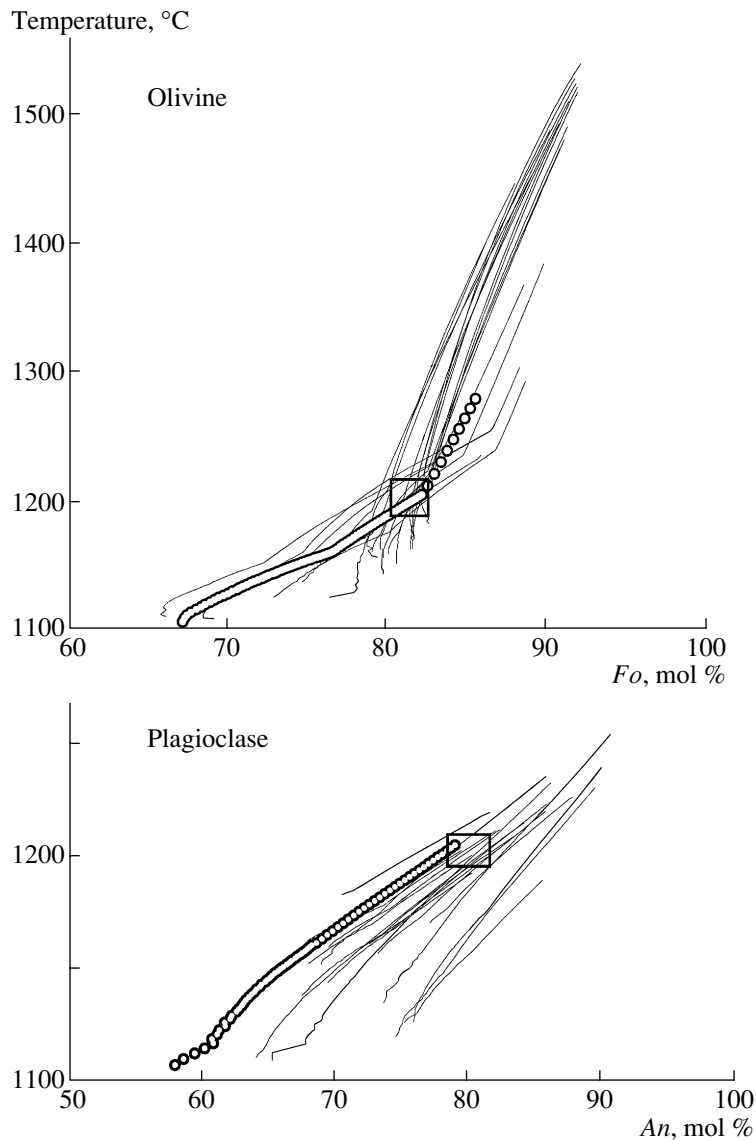 Temperature, °C
Olivine
1500
1400
1300
1200
1100
60 70 80 90 100
Fo, mol %
Plagioclase
1200
1100
50 60 70 80 90 100
An, mol %